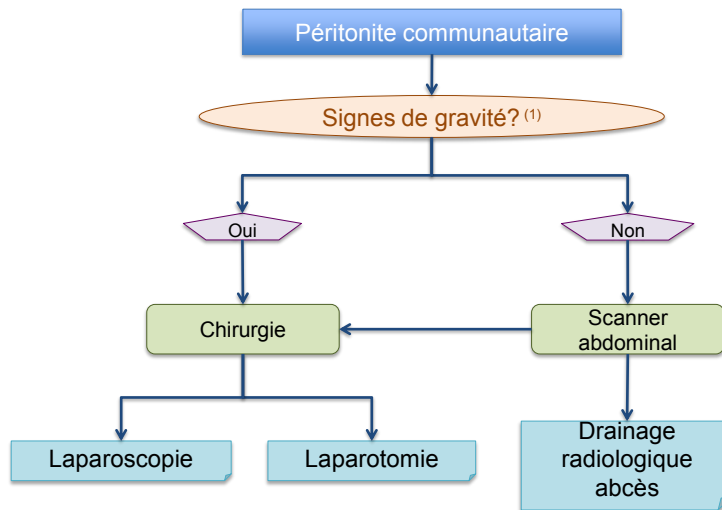 Péritonite communautaire
Signes de gravité? (1)
Oui
Non
Chirurgie
Scanner
abdominal
Laparoscopie
Laparotomie
Drainage
radiologique
abcès